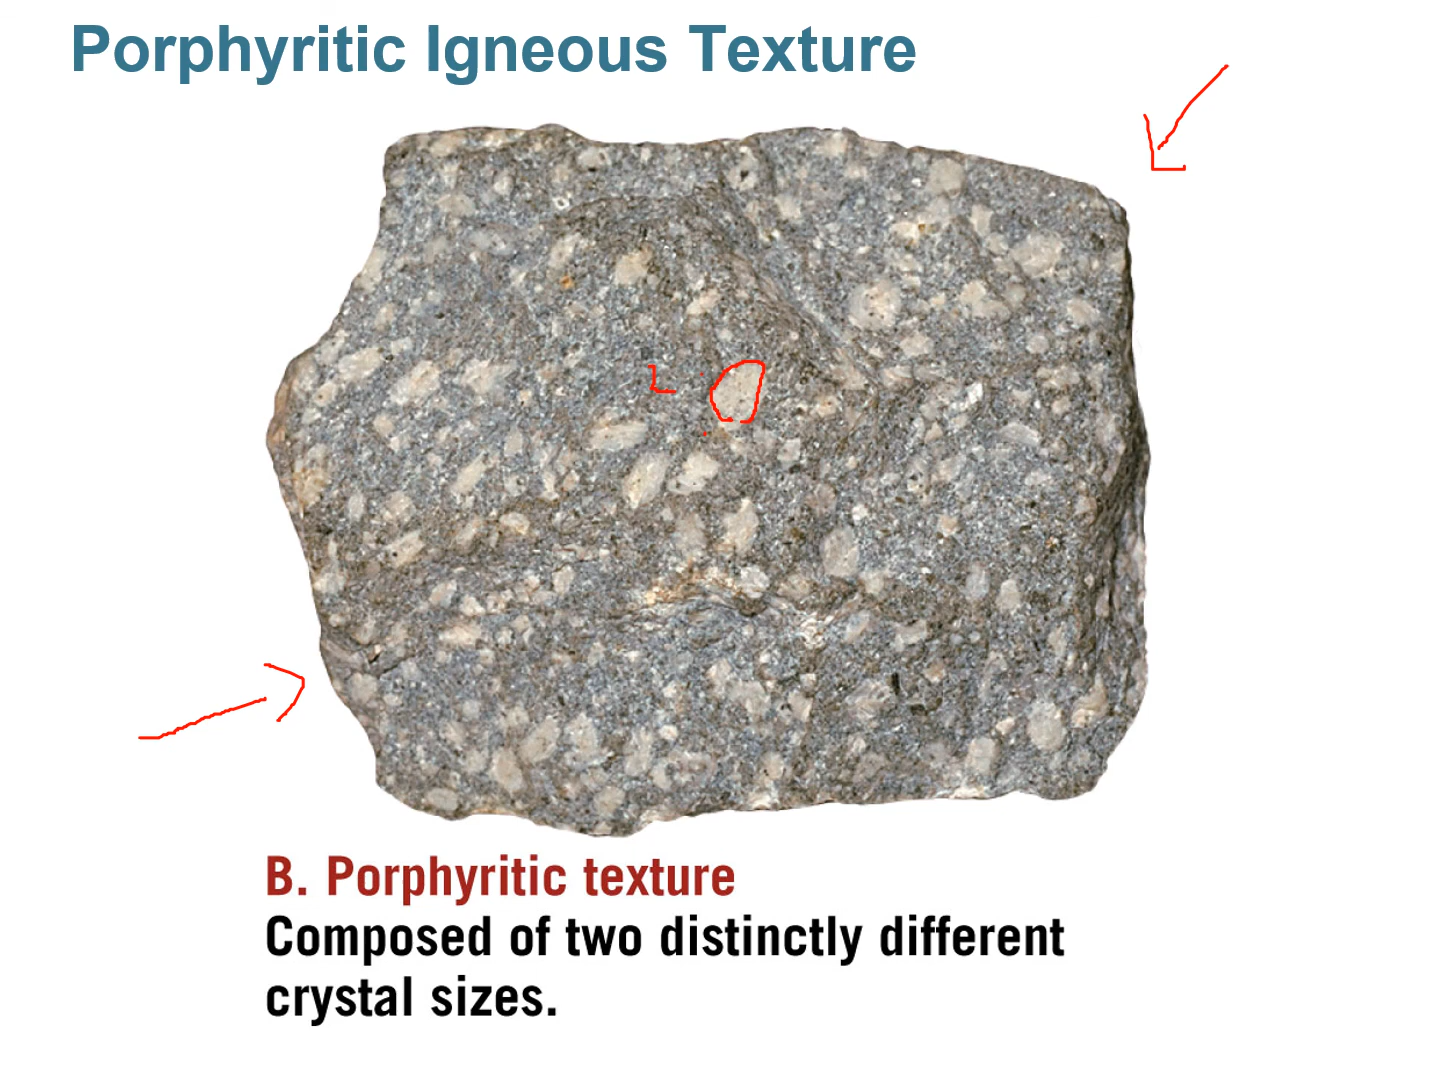 Porphyritic Igneous Texture
B. Porphyritic texture
Composed of two distinctly different
crystal sizes.